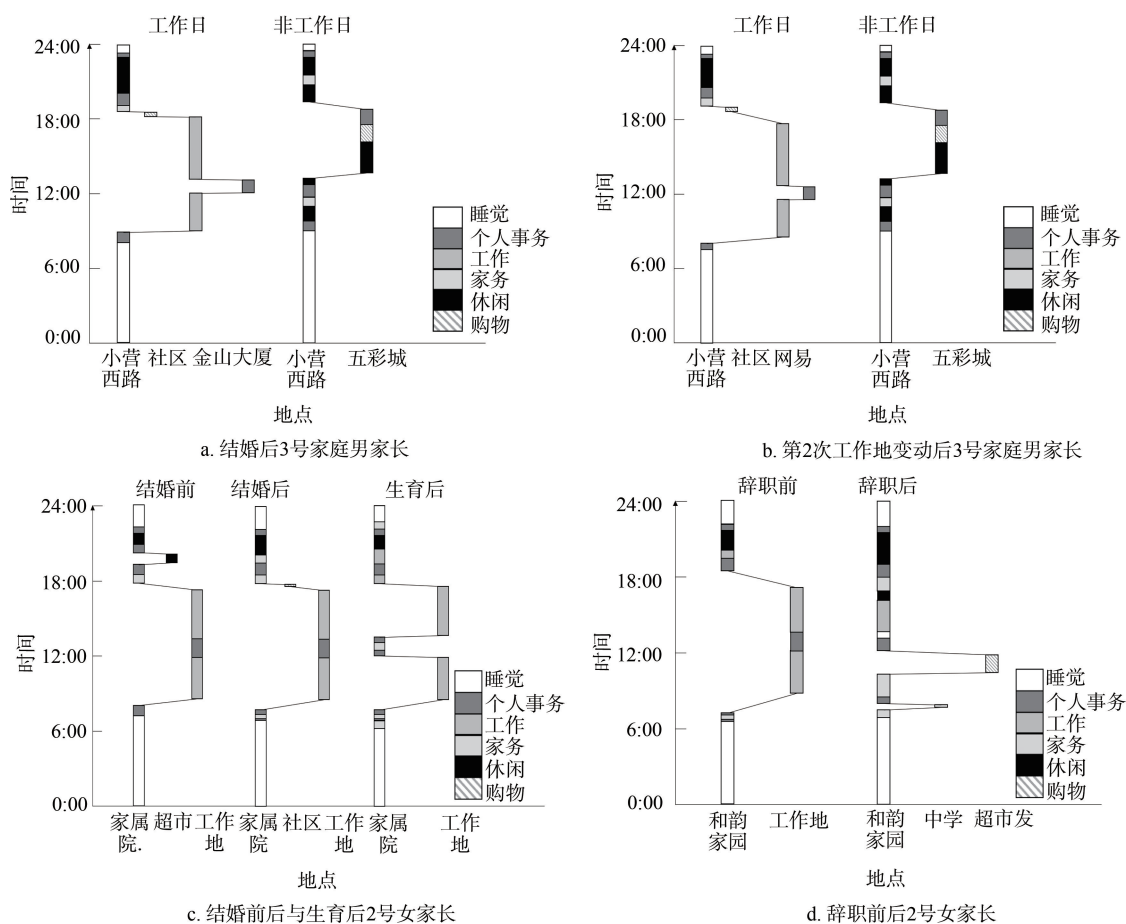 工作日 非工作日
24:00
18:00
12:00
6:00
0:00
时间
睡觉
个人事务
工作
家务
休闲
购物
小营西路 社区 金山大厦 小营西路 五彩城
地点
a. 结婚后3号家庭男家长
工作日 非工作日
24:00
18:00
12:00
6:00
0:00
时间
睡觉
个人事务
工作
家务
休闲
购物
小营西路 社区 网易 小营西路 五彩城
地点
b. 第2次工作地变动后3号家庭男家长
结婚前 结婚后 生育后
24:00
18:00
12:00
6:00
0:00
时间
睡觉
个人事务
工作
家务
休闲
购物
家属院. 超市 工作地 家属院 社区 工作地 家属院 工作地
地点
c. 结婚前后与生育后2号女家长
辞职前 辞职后
24:00
18:00
12:00
6:00
0:00
时间
睡觉
个人事务
工作
家务
休闲
购物
和韵家园 工作地 和韵家园 中学 超市发
地点
d. 辞职前后2号女家长